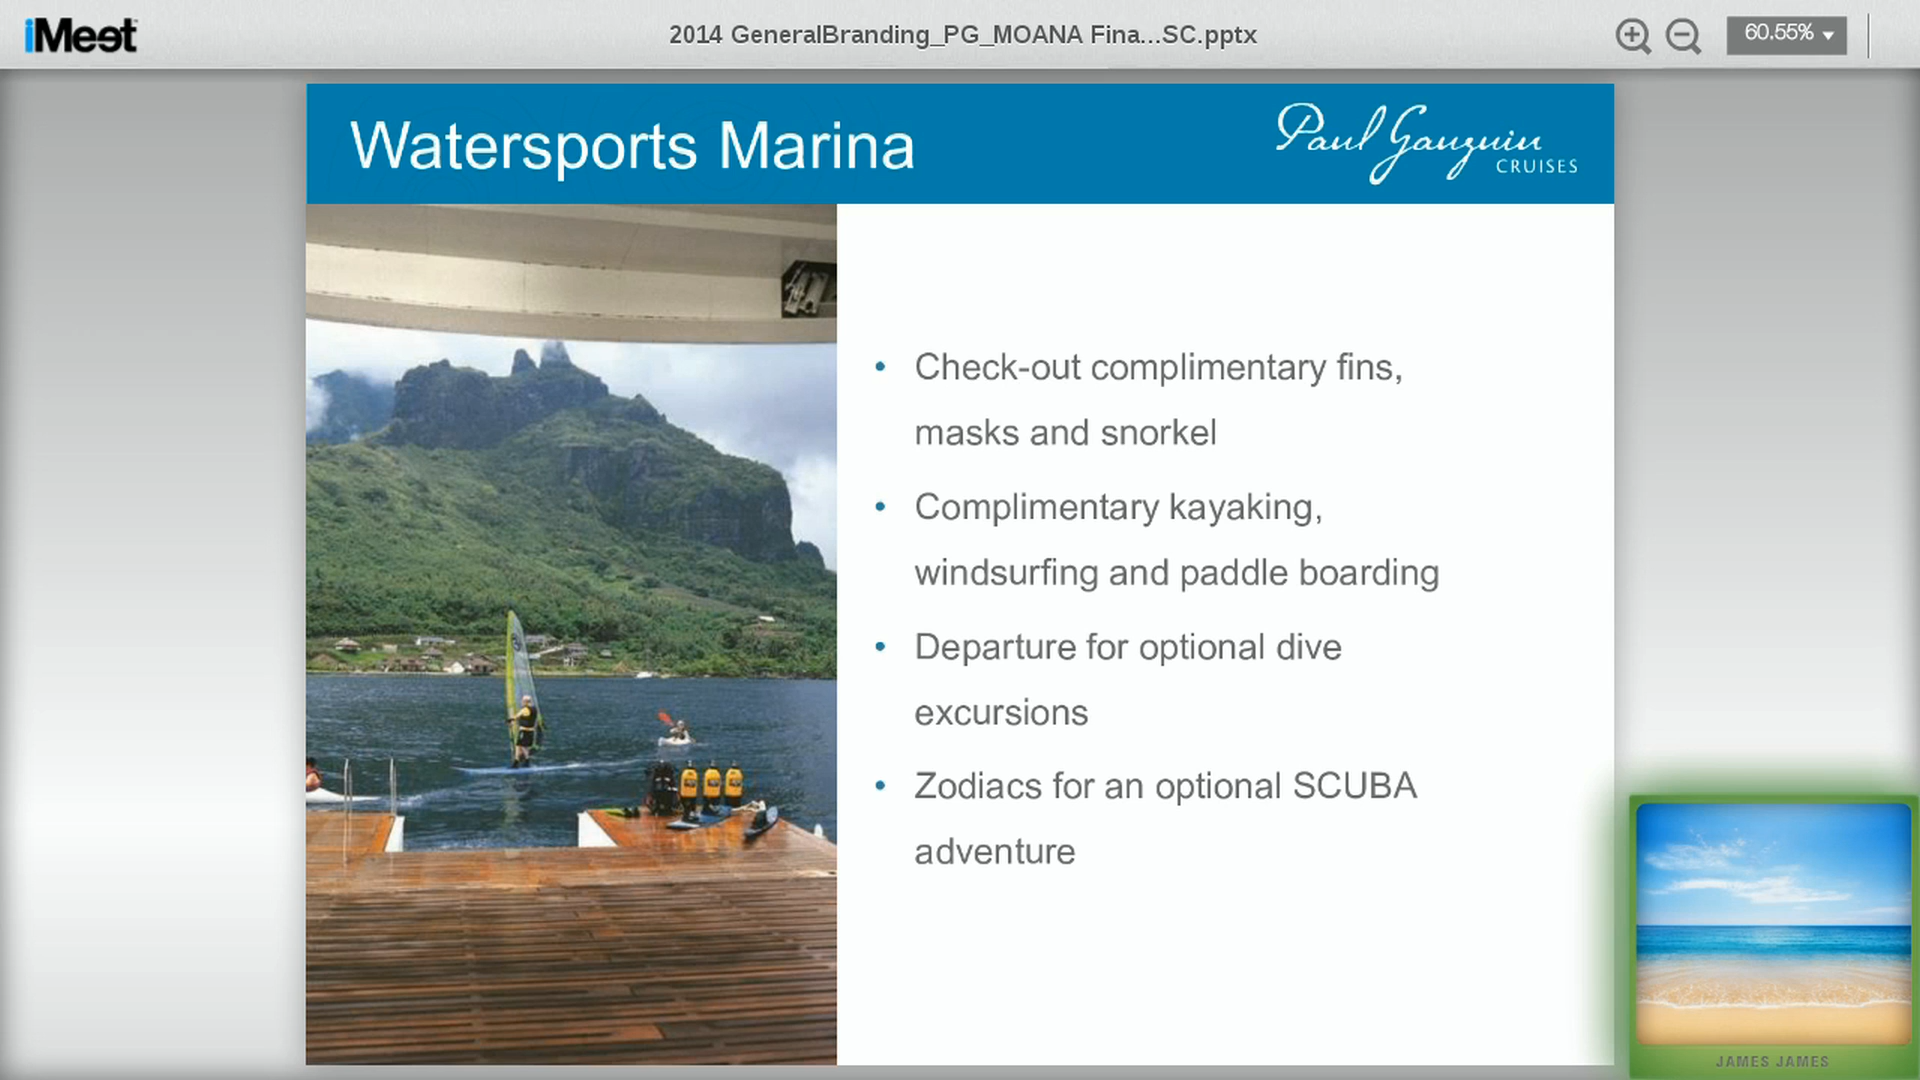 iMeet
2014 GeneralBranding_PG_MOANA Fina...SC.pptx
60.55%
Watersports Marina
Paul Gauguin
CRUISES
• Check-out complimentary fins,
masks and snorkel
• Complimentary kayaking,
windsurfing and paddle boarding
• Departure for optional dive
excursions
• Zodiacs for an optional SCUBA
adventure
JAMES JAMES